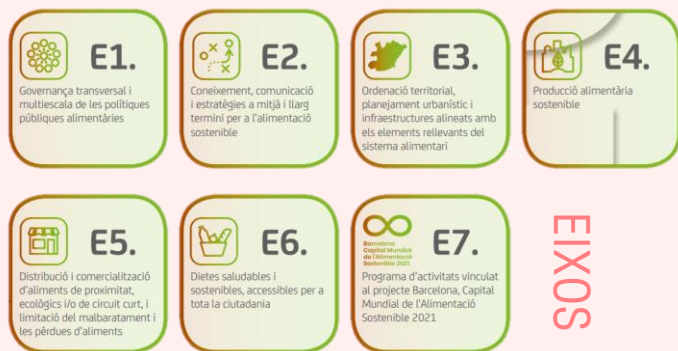 E1.
Governança transversal i
multiescala de les polítiques
públiques alimentàries
E2.
Coneixement, comunicació
i estratègies a mitjà i llarg
termini per a l'alimentació
sostenible
E3.
Ordenació territorial,
planejament urbanístic i
infraestructures alineats amb
els elements rellevants del
sistema alimentari
E4.
Producció alimentària
sostenible
E5.
Distribució i comercialització
d'aliments de proximitat,
ecològics i/o de circuit curt, i
limitació del malbaratament i
les pèrdues d'aliments
E6.
Dietes saludables i
sostenibles, accessibles per a
tota la ciutadania
Barcelona
Capital Mundial
de l'Alimentació
Sostenible 2021
E7.
Programa d'activitats vinculat
al projecte Barcelona, Capital
Mundial de l'Alimentació
Sostenible 2021
EIXOS